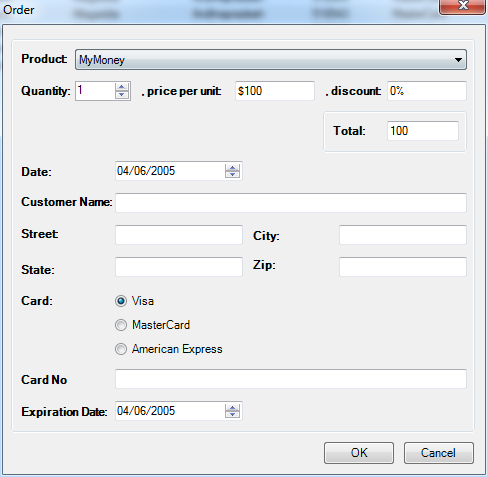 Order
Product: MyMoney
Quantity: 1 , price per unit: $100 , discount: 0%
Total: 100
Date: 04/06/2005
Customer Name:
Street: City:
State: Zip:
Card: Visa
MasterCard
American Express
Card No
Expiration Date: 04/06/2005
OK Cancel